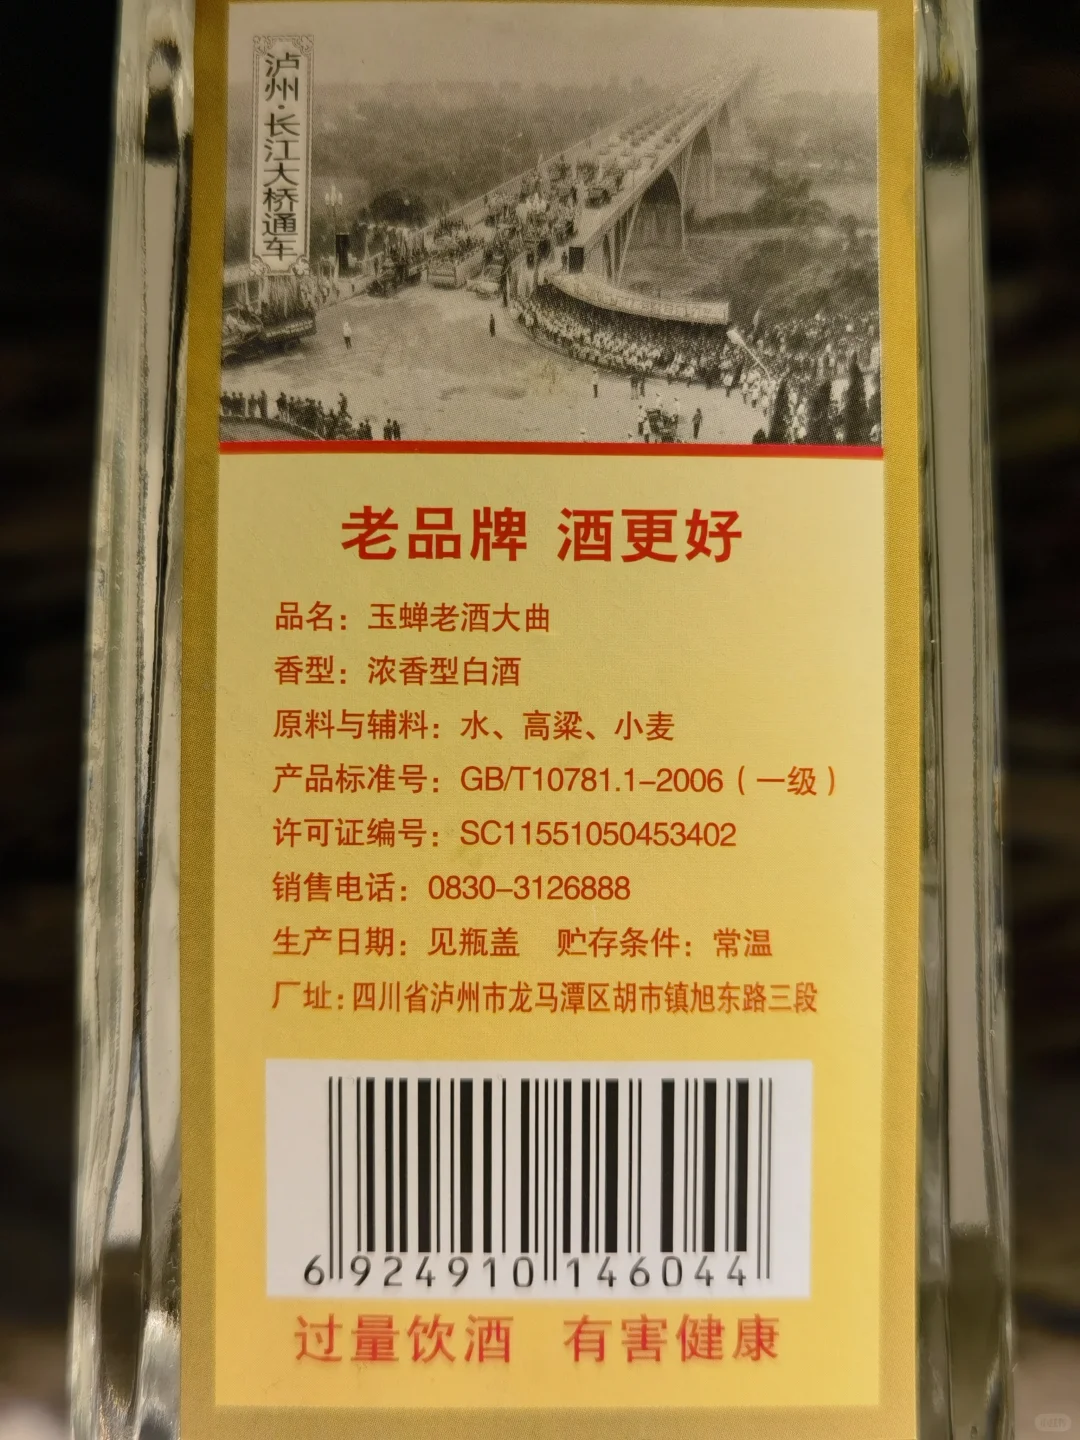 泸州·长江大桥通车
老品牌 酒更好
品名：玉蝉老酒大曲
香型：浓香型白酒
原料与辅料：水、高粱、小麦
产品标准号：GB/T10781.1-2006（一级）
许可证编号：SC11551050453402
销售电话：0830-3126888
生产日期：见瓶盖 贮存条件：常温
厂址：四川省泸州市龙马潭区胡市镇旭东路三段
6 924910 146044
过量饮酒 有害健康
小红书